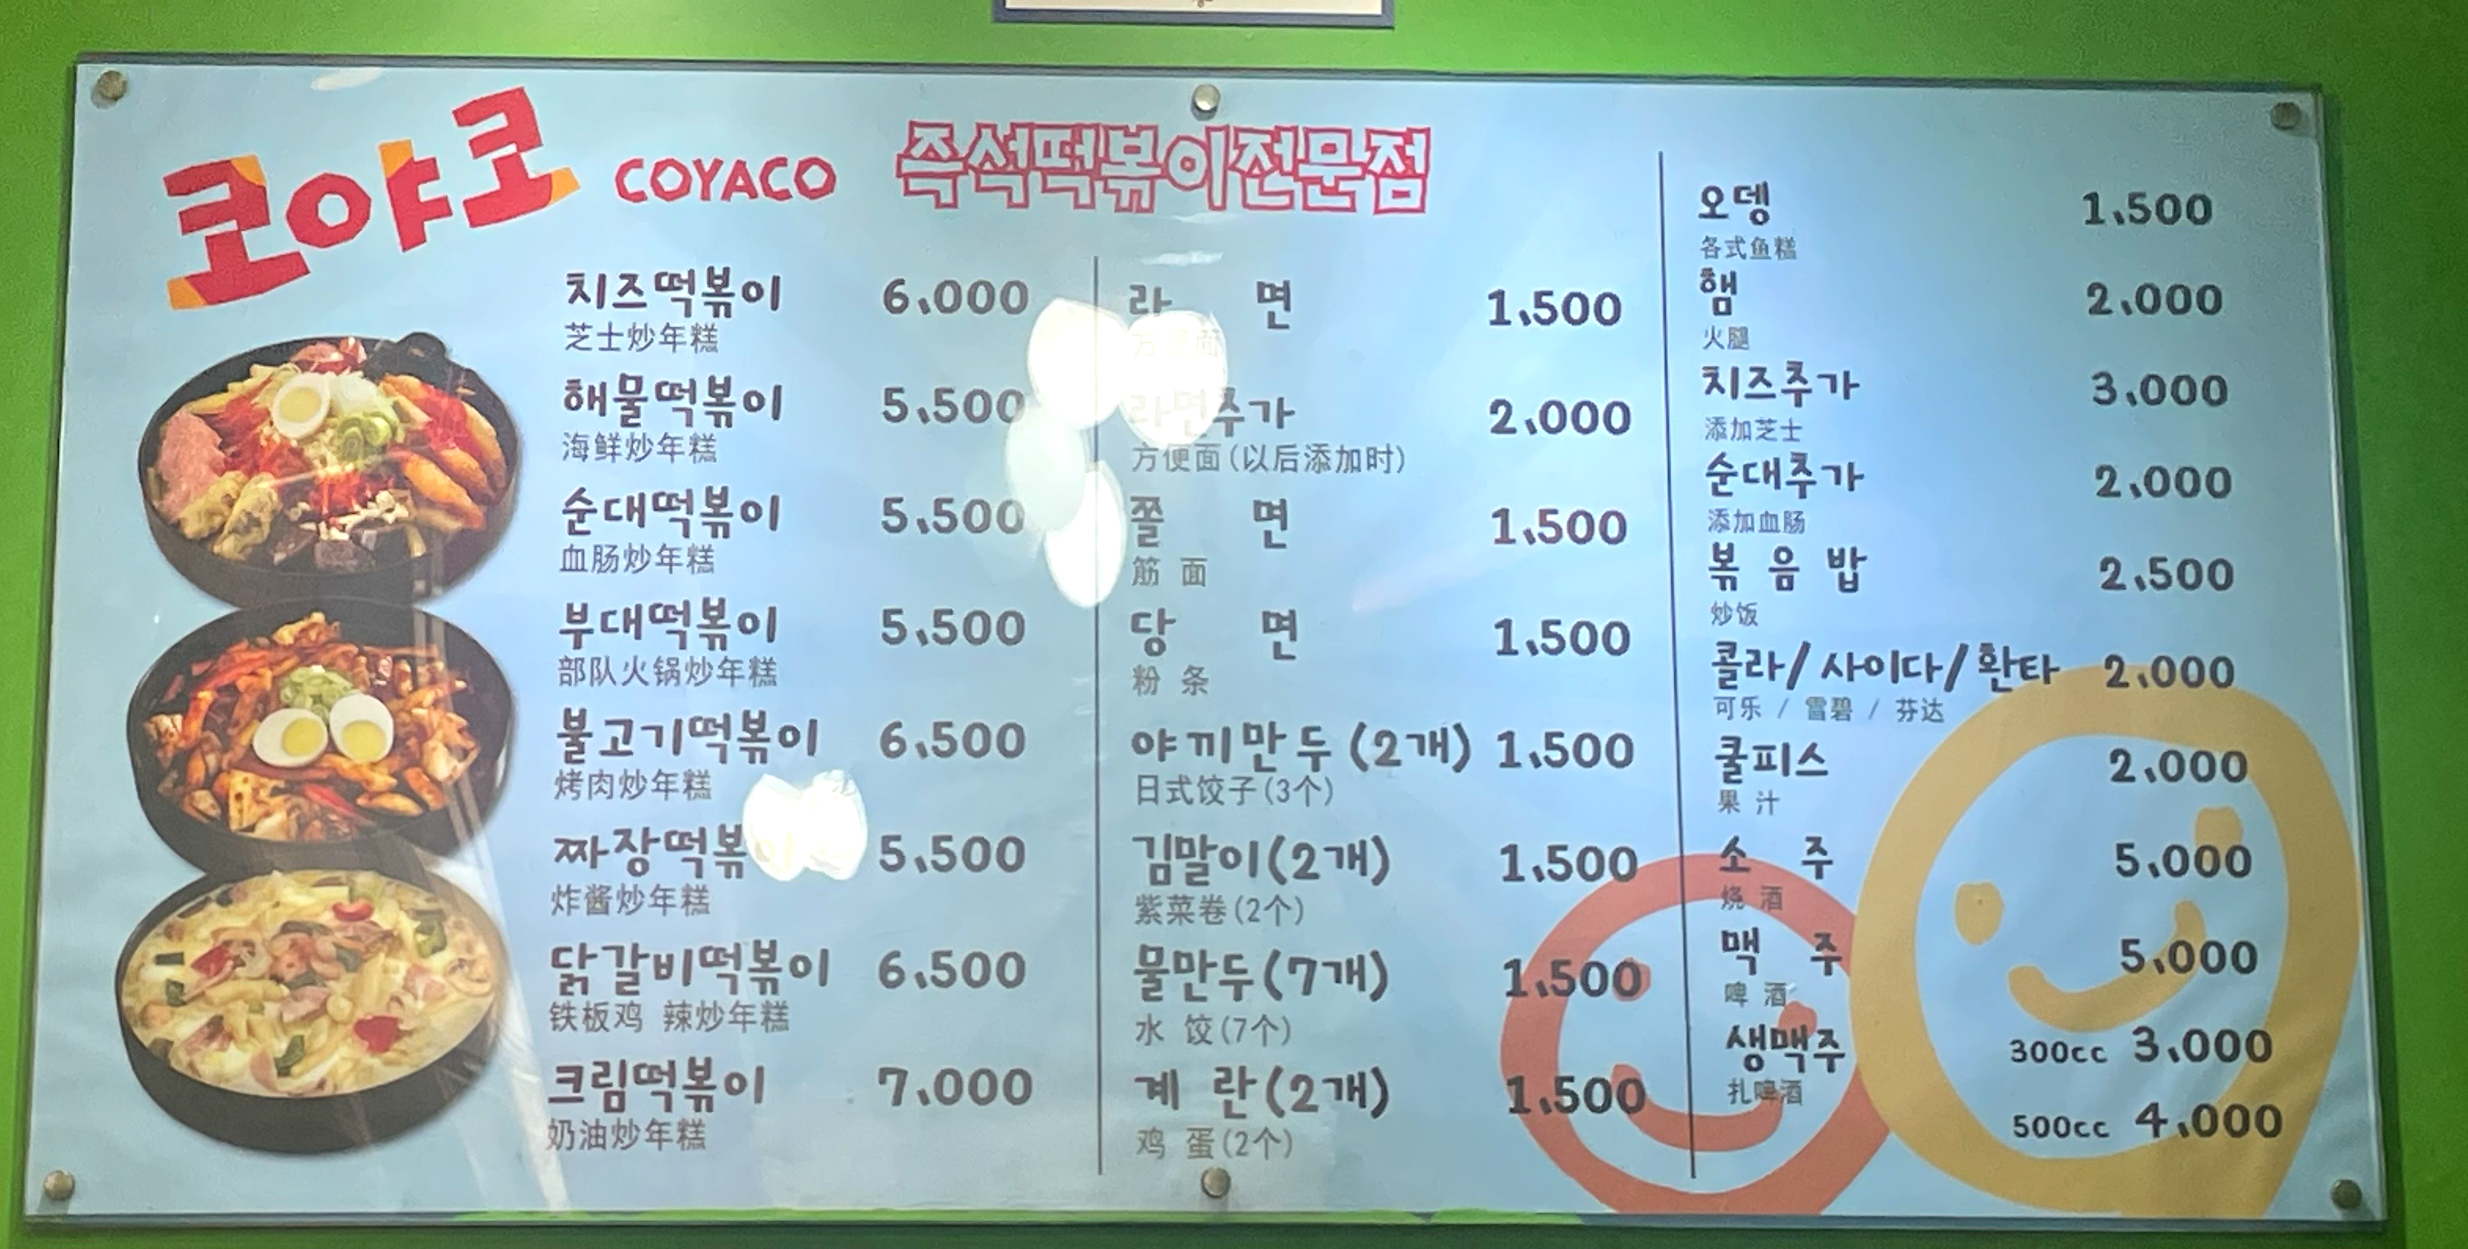 코야코 COYACO 즉석떡볶이전문점
치즈떡볶이 6,000
芝士炒年糕
해물떡볶이 5,500
海鲜炒年糕
순대떡볶이 5,500
血肠炒年糕
부대떡볶이 5,500
部队火锅炒年糕
불고기떡볶이 6,500
烤肉炒年糕
짜장떡볶이 5,500
炸酱炒年糕
닭갈비떡볶이 6,500
铁板鸡 辣炒年糕
크림떡볶이 7,000
奶油炒年糕
라 면 1,500
方便面
라면추가 2,000
方便面(以后添加时)
쫄 면 1,500
筋 面
당 면 1,500
粉 条
야끼만두(2개) 1,500
日式饺子(3个)
김말이(2개) 1,500
紫菜卷(2个)
물만두(7개) 1,500
水 饺(7个)
계 란(2개) 1,500
鸡 蛋(2个)
오뎅 1,500
各式鱼糕
햄 2,000
火腿
치즈추가 3,000
添加芝士
순대추가 2,000
添加血肠
볶 음 밥 2,500
炒饭
콜라/사이다/환타 2,000
可乐 / 雪碧 / 芬达
쿨피스 2,000
果 汁
소 주 5,000
烧 酒
맥 주 5,000
啤 酒
생맥주 300cc 3,000
扎啤酒
500cc 4,000